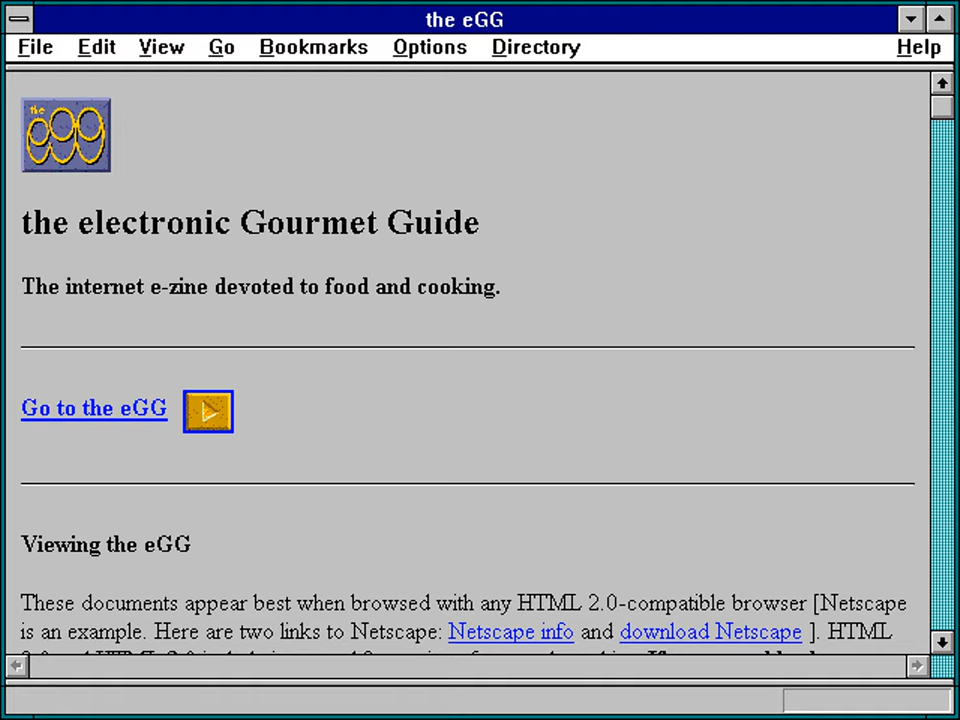 the eGG
File Edit View Go Bookmarks Options Directory Help
the
egg
the electronic Gourmet Guide
The internet e-zine devoted to food and cooking.
Go to the eGG
Viewing the eGG
These documents appear best when browsed with any HTML 2.0-compatible browser [Netscape
is an example. Here are two links to Netscape: Netscape info and download Netscape ]. HTML